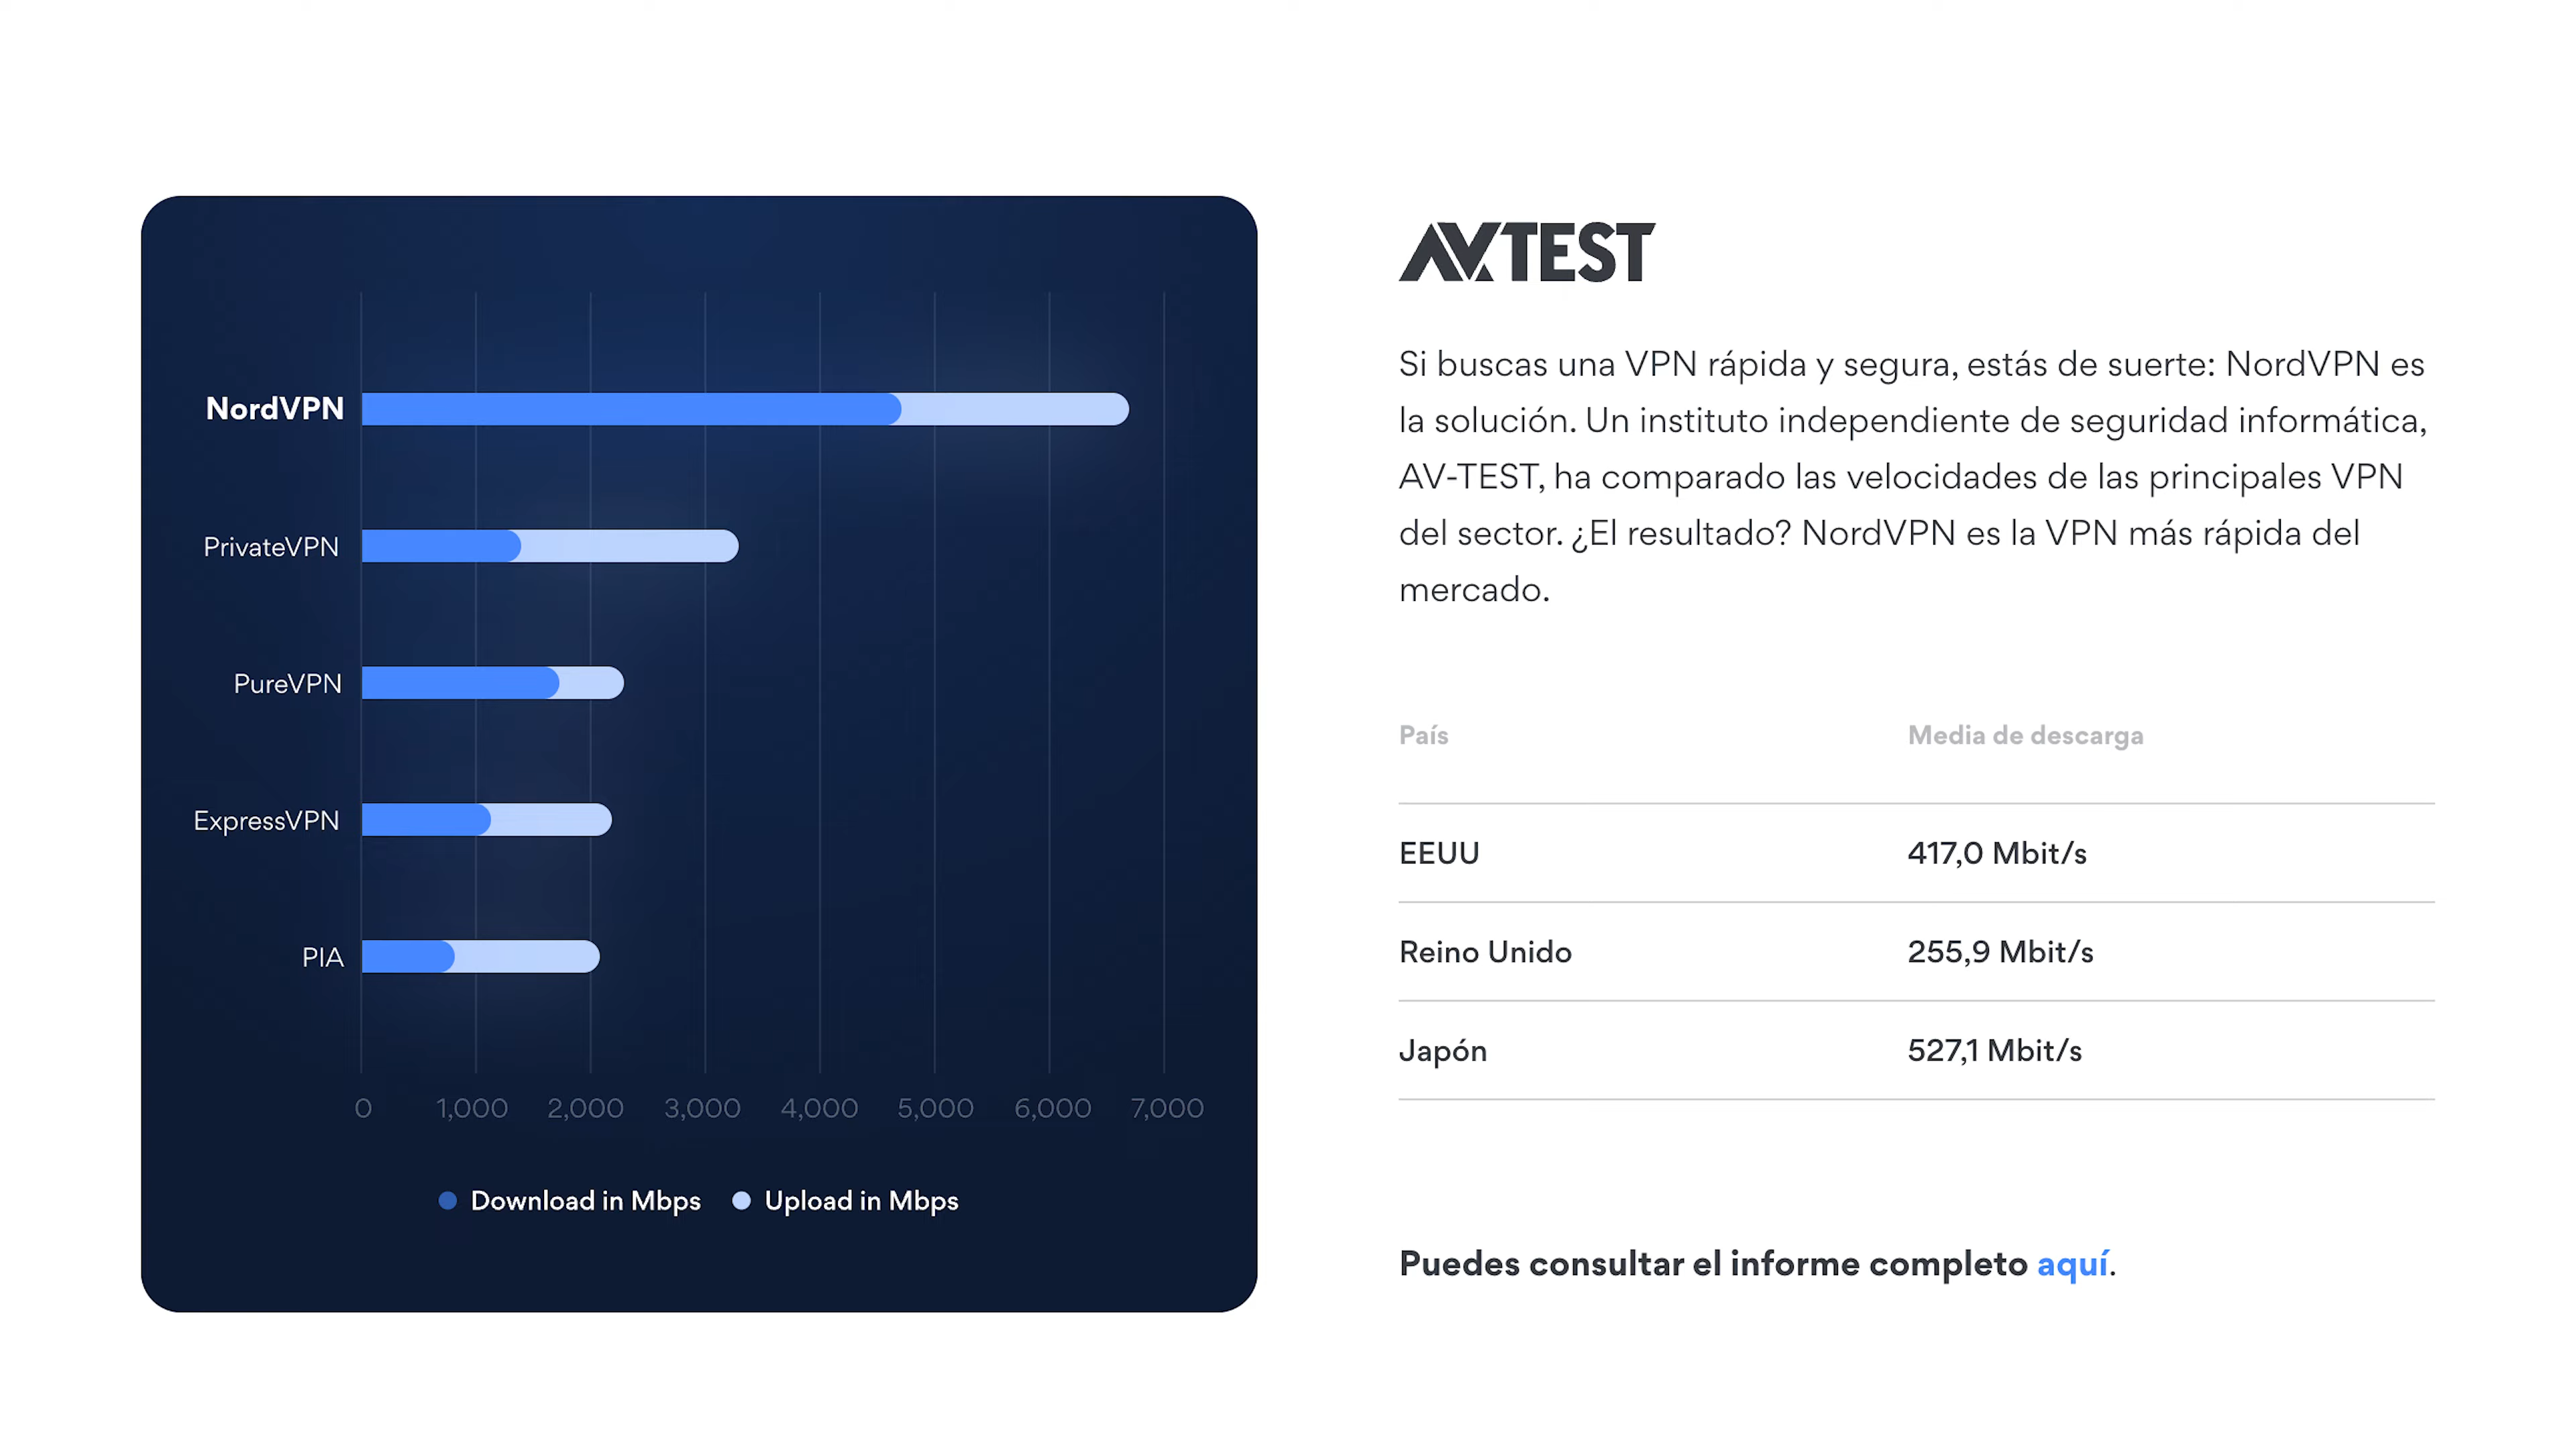 NordVPN
PrivateVPN
PureVPN
ExpressVPN
PIA
0 1,000 2,000 3,000 4,000 5,000 6,000 7,000
Download in Mbps Upload in Mbps
AV-TEST
Si buscas una VPN rápida y segura, estás de suerte: NordVPN es
la solución. Un instituto independiente de seguridad informática,
AV-TEST, ha comparado las velocidades de las principales VPN
del sector. ¿El resultado? NordVPN es la VPN más rápida del
mercado.
País Media de descarga
EEUU 417,0 Mbit/s
Reino Unido 255,9 Mbit/s
Japón 527,1 Mbit/s
Puedes consultar el informe completo aquí.